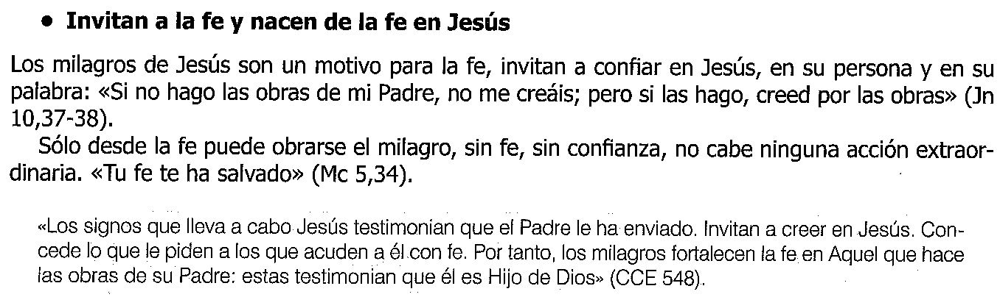 • Invitan a la fe y nacen de la fe en Jesús
Los milagros de Jesús son un motivo para la fe, invitan a confiar en Jesús, en su persona y en su
palabra: «Si no hago las obras de mi Padre, no me creáis; pero si las hago, creed por las obras» (Jn
10,37-38).
Sólo desde la fe puede obrarse el milagro, sin fe, sin confianza, no cabe ninguna acción extraor-
dinaria. «Tu fe te ha salvado» (Mc 5,34).
«Los signos que lleva a cabo Jesús testimonian que el Padre le ha enviado. Invitan a creer en Jesús. Con-
cede lo que le piden a los que acuden a él con fe. Por tanto, los milagros fortalecen la fe en Aquel que hace
las obras de su Padre: estas testimonian que él es Hijo de Dios» (CCE 548).